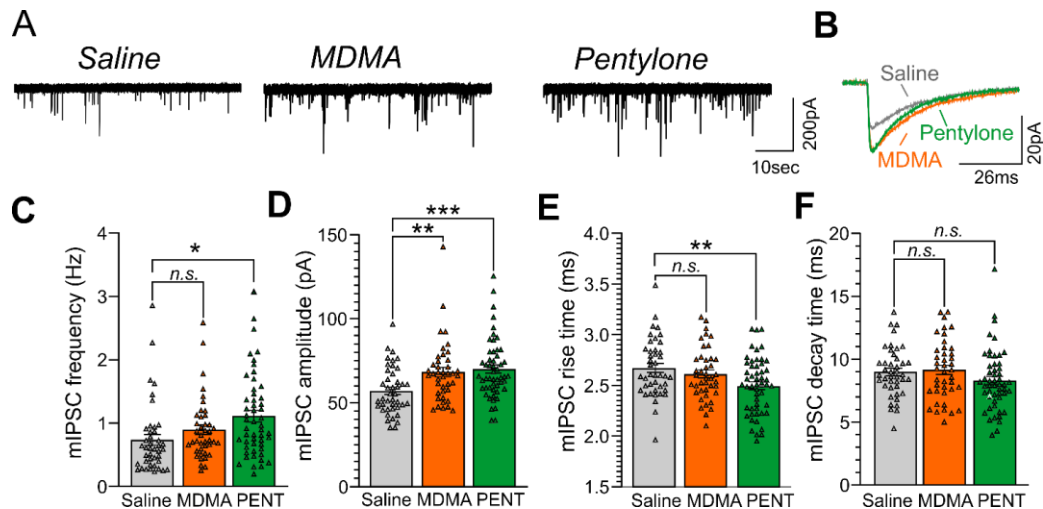 A
Saline
MDMA
Pentylone
200pA
10sec
B
Saline
Pentylone
MDMA
20pA
26ms
C
mIPSC frequency (Hz)
4
3
2
1
0
*
n.s.
Saline MDMA PENT
D
mIPSC amplitude (pA)
150
100
50
0
***
**
Saline MDMA PENT
E
mIPSC rise time (ms)
4.0
3.5
3.0
2.5
2.0
1.5
**
n.s.
Saline MDMA PENT
F
mIPSC decay time (ms)
20
15
10
5
0
n.s.
n.s.
Saline MDMA PENT